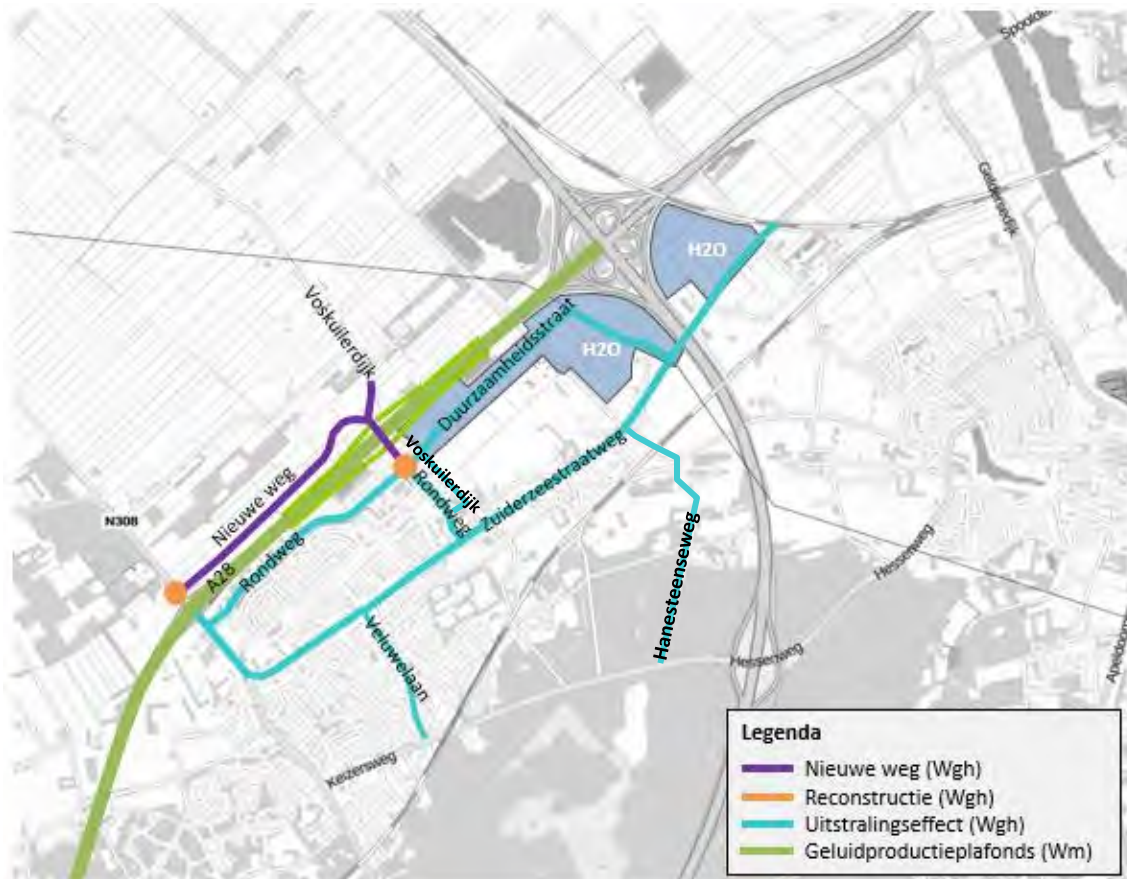 Spoolde
Geldersedijk
H2O
Voskuilerdijk
H2O
Duurzaamheidsstraat
Voskuilerdijk
Rondweg
Zuiderzeestraatweg
Nieuwe weg
N308
A28
Rondweg
Hanesteenseweg
Hessenweg
Hessenweg
Veluwelaan
Keizersweg
Legenda
Nieuwe weg (Wgh)
Reconstructie (Wgh)
Uitstralingseffect (Wgh)
Geluidproductieplafonds (Wm)